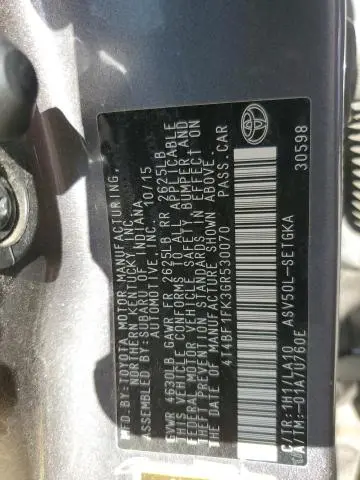 MFD. BY: TOYOTA MOTOR MANUFACTURING,
NORTHERN KENTUCKY, INC.
ASSEMBLED BY: SUBARU OF INDIANA
AUTOMOTIVE, INC. 10/15
GVWR 4630LB GAWR FR 2625LB RR 2625LB
THIS VEHICLE CONFORMS TO ALL APPLICABLE
FEDERAL MOTOR VEHICLE SAFETY, BUMPER, AND
THEFT PREVENTION STANDARDS IN EFFECT ON
THE DATE OF MANUFACTURE SHOWN ABOVE.
4T4BF1FK3GR530070 PASS.CAR
C/TR: 1H1/LA10 ASV50L-SETGKA
A/TM: -01A/U760E 30598